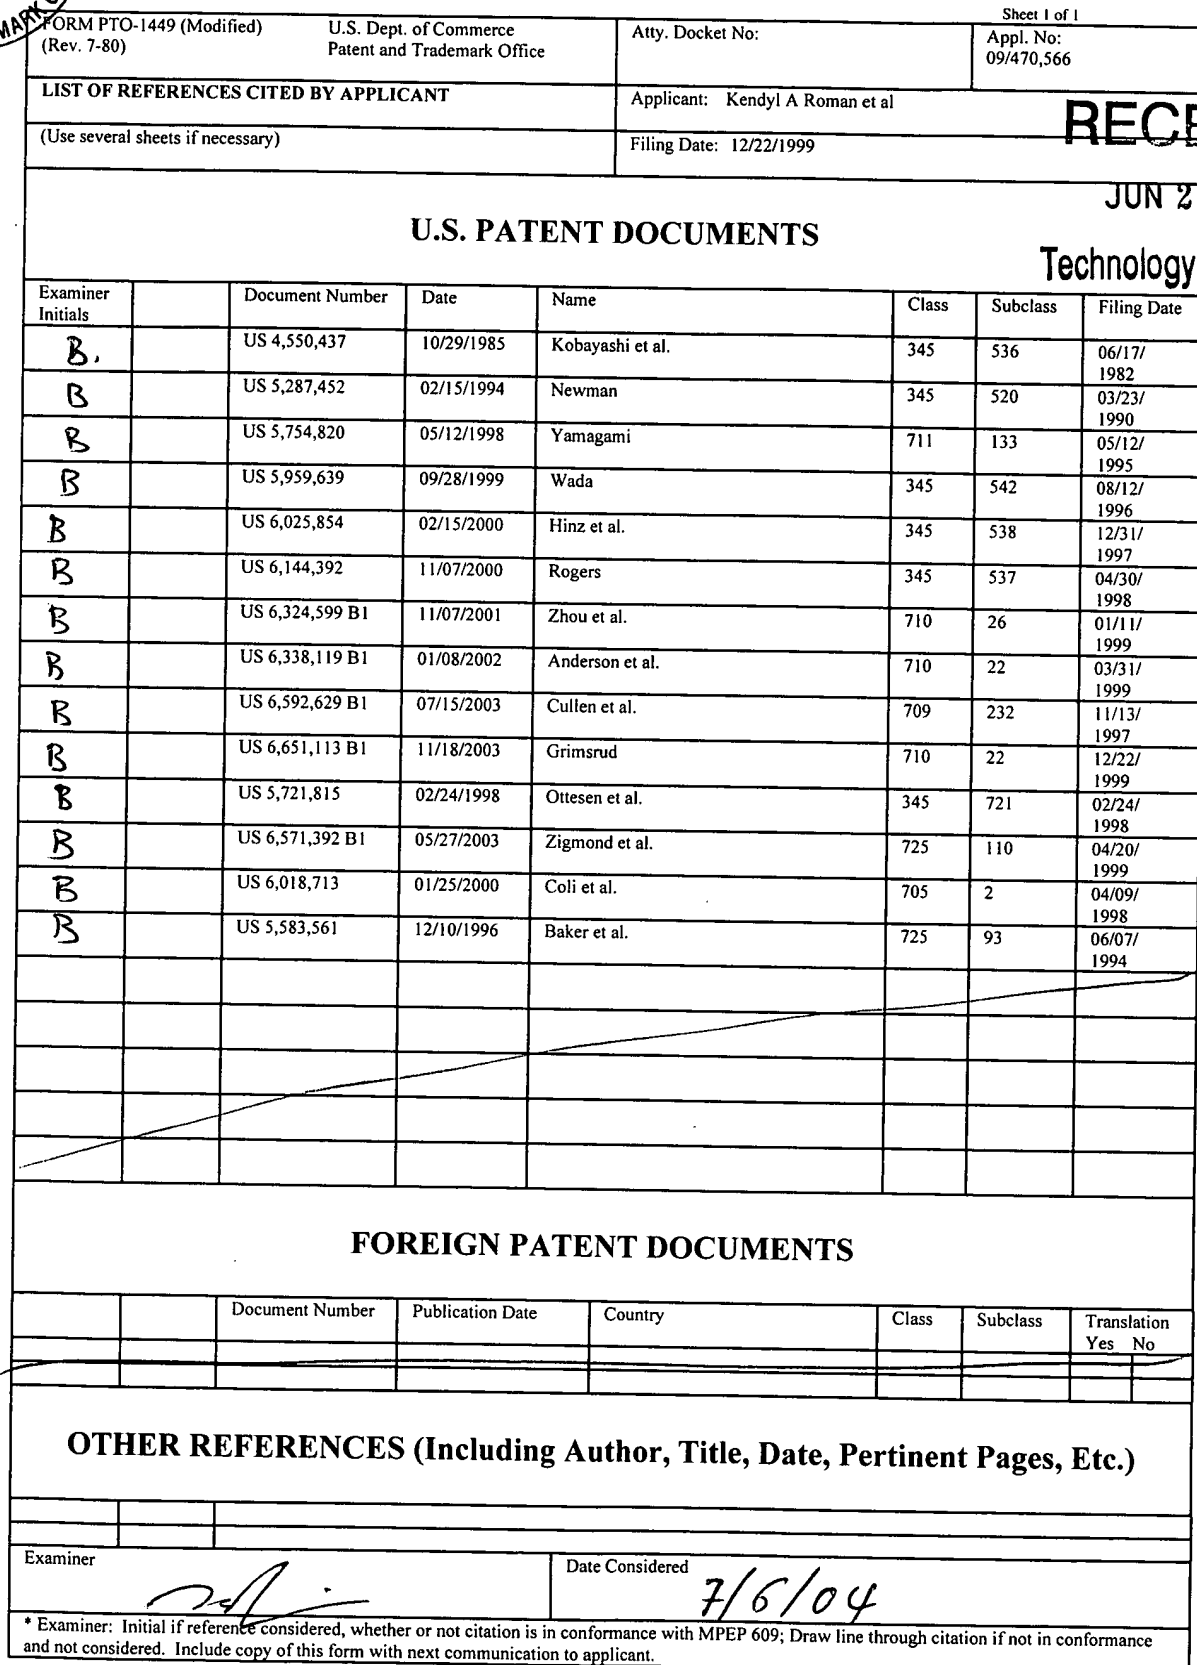 Sheet 1 of 1
FORM PTO-1449 (Modified) U.S. Dept. of Commerce Atty. Docket No: Appl. No:
(Rev. 7-80) Patent and Trademark Office 09/470,566
LIST OF REFERENCES CITED BY APPLICANT Applicant: Kendyl A Roman et al
(Use several sheets if necessary) Filing Date: 12/22/1999
JUN 2
U.S. PATENT DOCUMENTS
Technology
Examiner Initials Document Number Date Name Class Subclass Filing Date
B. US 4,550,437 10/29/1985 Kobayashi et al. 345 536 06/17/1982
B US 5,287,452 02/15/1994 Newman 345 520 03/23/1990
B US 5,754,820 05/12/1998 Yamagami 711 133 05/12/1995
B US 5,959,639 09/28/1999 Wada 345 542 08/12/1996
B US 6,025,854 02/15/2000 Hinz et al. 345 538 12/31/1997
B US 6,144,392 11/07/2000 Rogers 345 537 04/30/1998
B US 6,324,599 B1 11/07/2001 Zhou et al. 710 26 01/11/1999
B US 6,338,119 B1 01/08/2002 Anderson et al. 710 22 03/31/1999
B US 6,592,629 B1 07/15/2003 Cullen et al. 709 232 11/13/1997
B US 6,651,113 B1 11/18/2003 Grimsrud 710 22 12/22/1999
B US 5,721,815 02/24/1998 Ottesen et al. 345 721 02/24/1998
B US 6,571,392 B1 05/27/2003 Zigmond et al. 725 110 04/20/1999
B US 6,018,713 01/25/2000 Coli et al. 705 2 04/09/1998
B US 5,583,561 12/10/1996 Baker et al. 725 93 06/07/1994
FOREIGN PATENT DOCUMENTS
Document Number Publication Date Country Class Subclass Translation
Yes No
OTHER REFERENCES (Including Author, Title, Date, Pertinent Pages, Etc.)
Examiner Date Considered
7/6/04
* Examiner: Initial if reference considered, whether or not citation is in conformance with MPEP 609; Draw line through citation if not in conformance
and not considered. Include copy of this form with next communication to applicant.